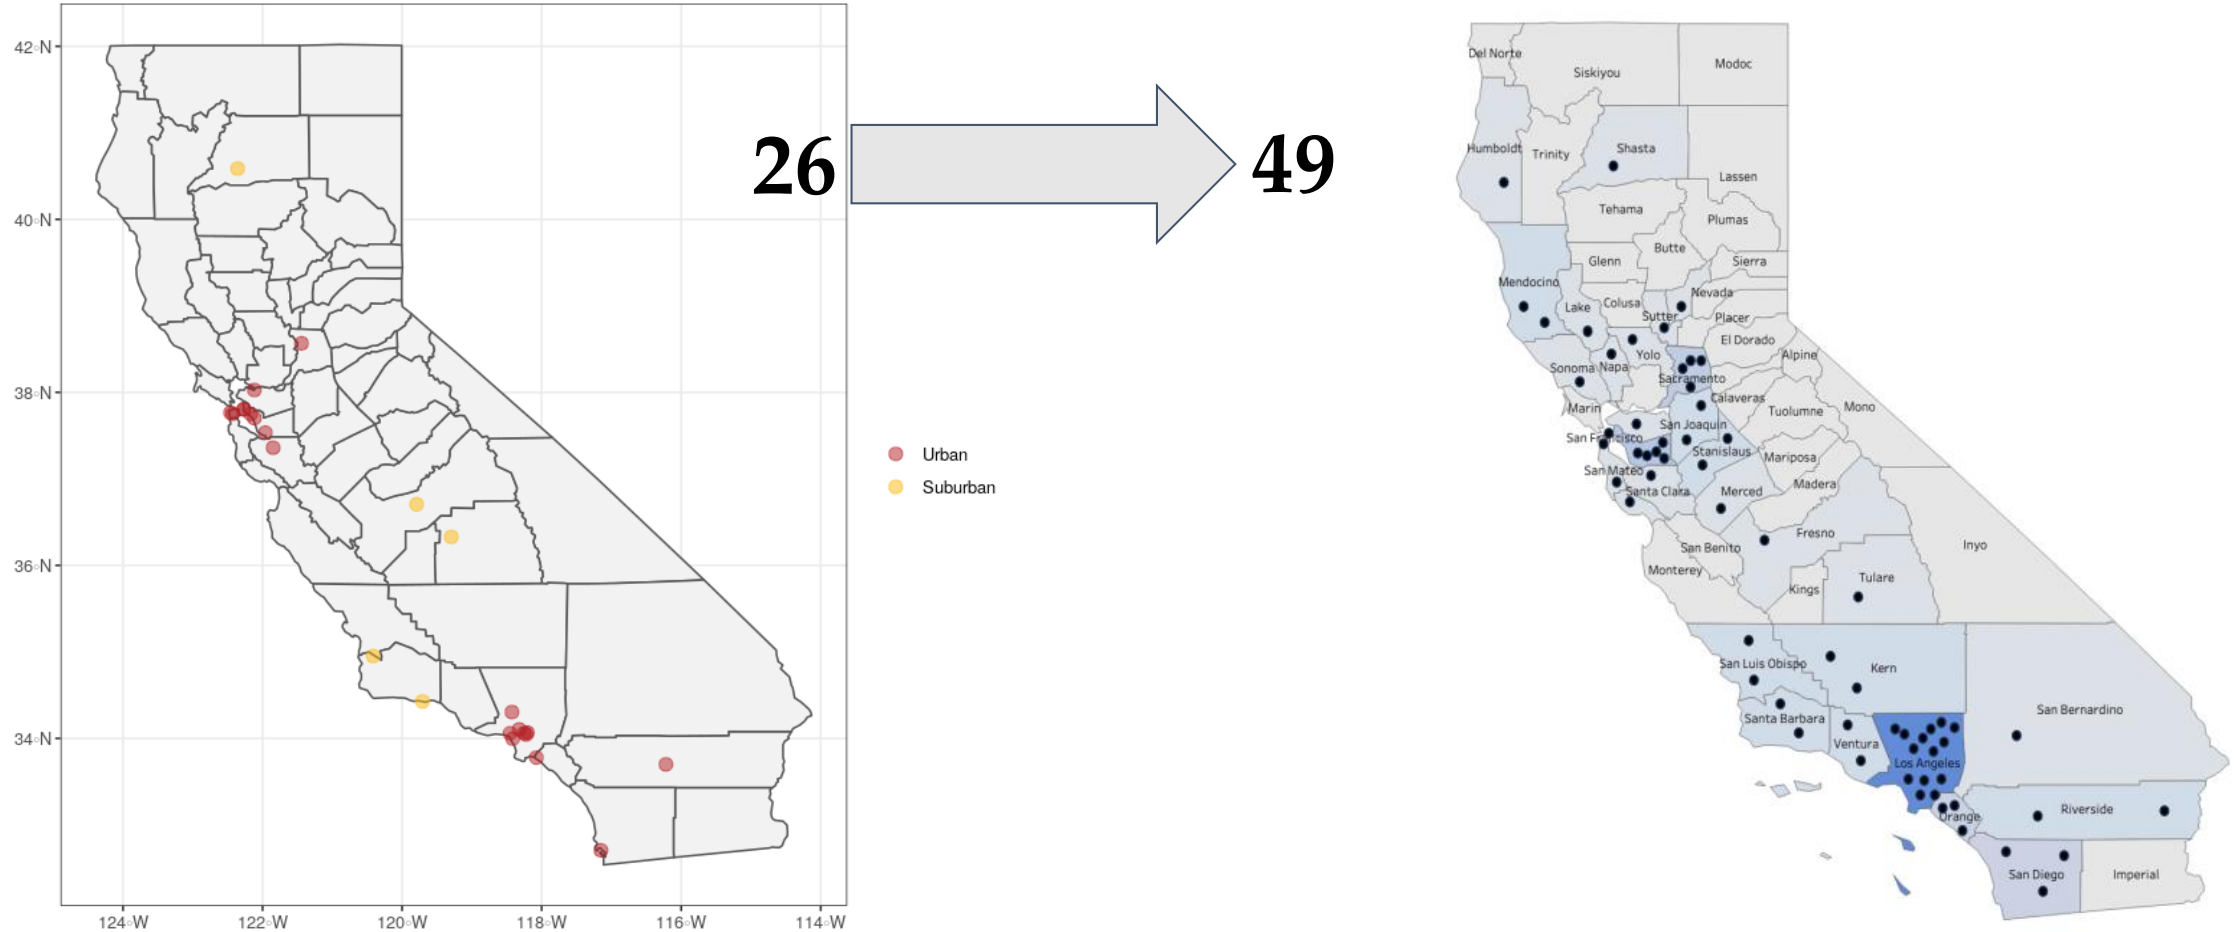 42°N
40°N
38°N
36°N
34°N
124°W
122°W
120°W
118°W
116°W
114°W
Urban
Suburban
26
49
Del Norte
Siskiyou
Modoc
Humboldt
Trinity
Shasta
Lassen
Tehama
Plumas
Butte
Glenn
Sierra
Mendocino
Lake
Colusa
Nevada
Sutter
Placer
El Dorado
Yolo
Alpine
Sonoma
Napa
Sacramento
Calaveras
Marin
Tuolumne
Mono
San Joaquin
San Francisco
Stanislaus
Mariposa
San Mateo
Santa Clara
Merced
Madera
Fresno
San Benito
Inyo
Monterey
Kings
Tulare
San Luis Obispo
Kern
San Bernardino
Santa Barbara
Ventura
Los Angeles
Riverside
Orange
San Diego
Imperial